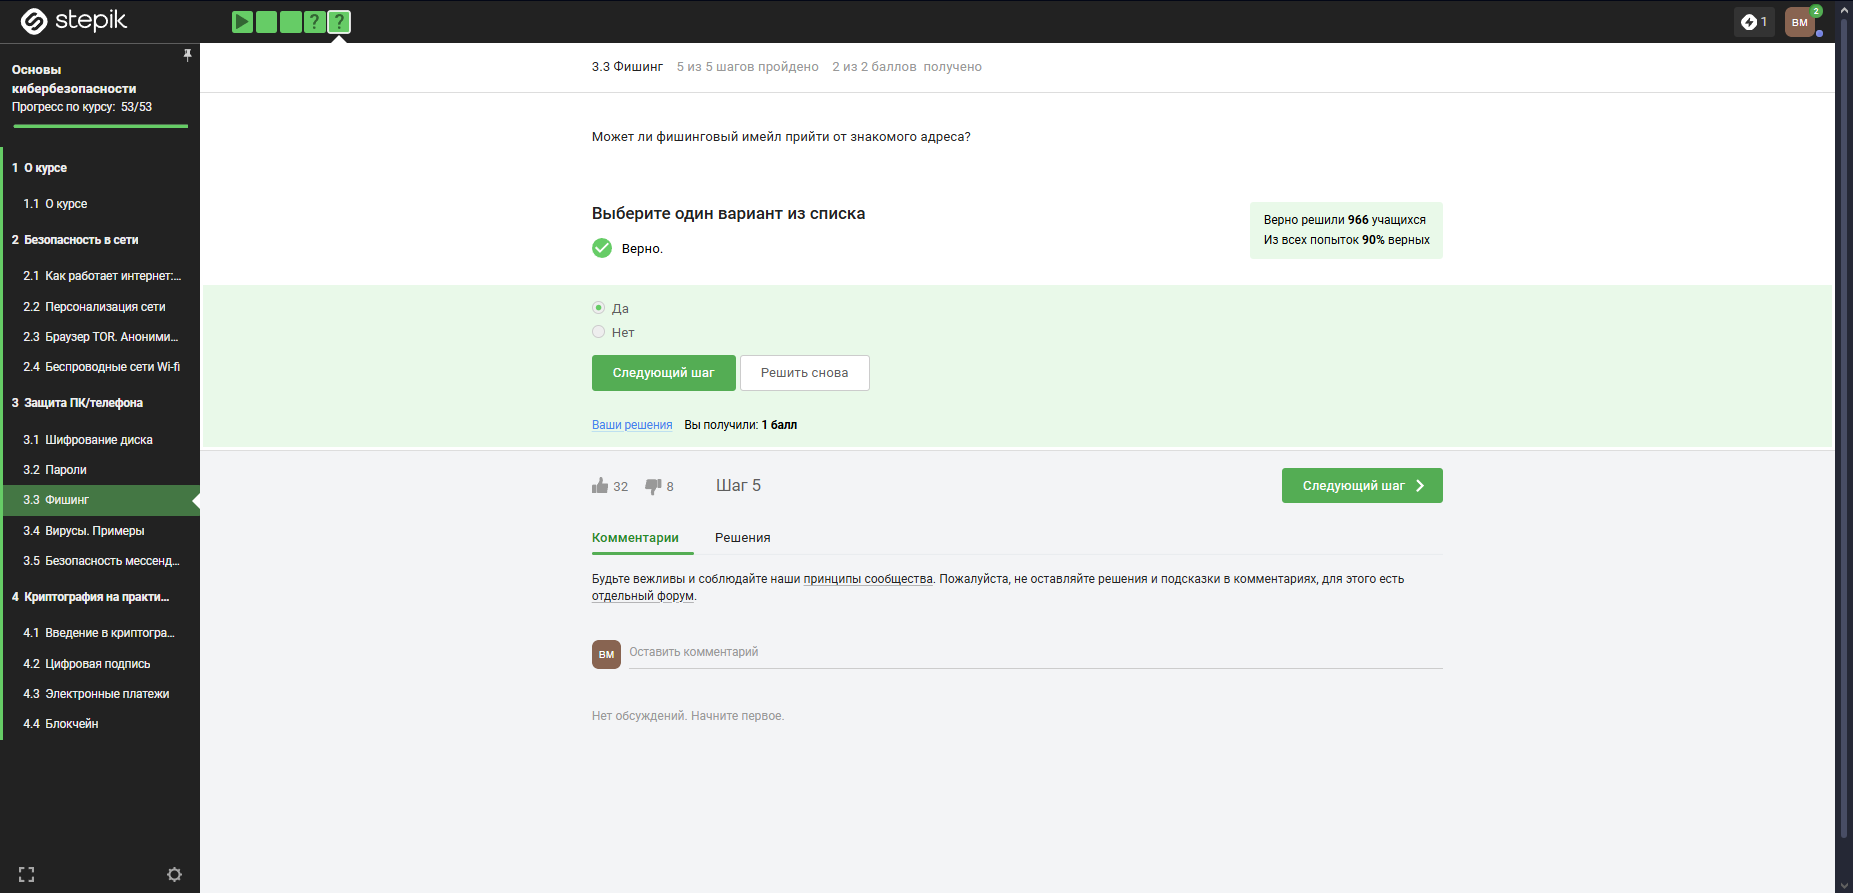 stepik
? ?
1
ВМ
2
Основы
кибербезопасности
Прогресс по курсу: 53/53
1 О курсе
1.1 О курсе
2 Безопасность в сети
2.1 Как работает интернет:...
2.2 Персонализация сети
2.3 Браузер TOR. Аноними...
2.4 Беспроводные сети Wi-fi
3 Защита ПК/телефона
3.1 Шифрование диска
3.2 Пароли
3.3 Фишинг
3.4 Вирусы. Примеры
3.5 Безопасность мессенд...
4 Криптография на практи...
4.1 Введение в криптогра...
4.2 Цифровая подпись
4.3 Электронные платежи
4.4 Блокчейн
3.3 Фишинг 5 из 5 шагов пройдено 2 из 2 баллов получено
Может ли фишинговый имейл прийти от знакомого адреса?
Выберите один вариант из списка
Верно.
Верно решили 966 учащихся
Из всех попыток 90% верных
Да
Нет
Следующий шаг Решить снова
Ваши решения Вы получили: 1 балл
32 8 Шаг 5 Следующий шаг
Комментарии Решения
Будьте вежливы и соблюдайте наши принципы сообщества. Пожалуйста, не оставляйте решения и подсказки в комментариях, для этого есть
отдельный форум.
ВМ Оставить комментарий
Нет обсуждений. Начните первое.